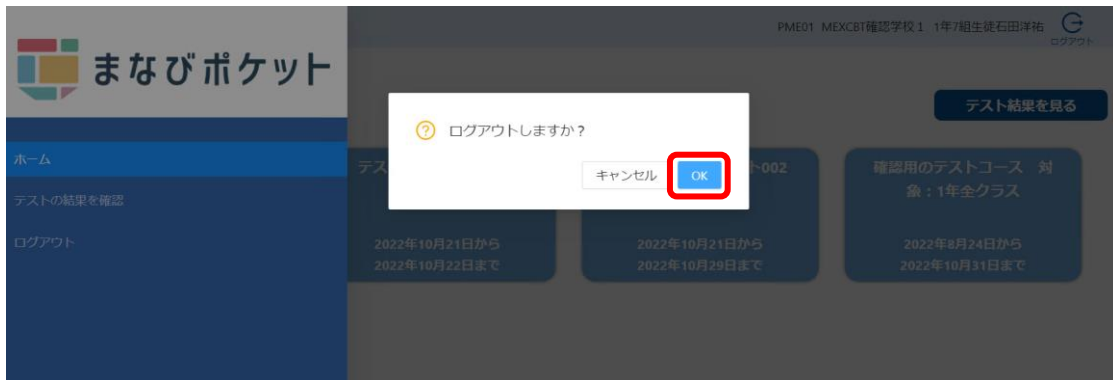 PME01 MEXCBT確認学校1 1年7組生徒石田洋祐
ログアウト
まなびポケット
テスト結果を見る
ログアウトしますか？
キャンセル
OK
ホーム
テストの結果を確認
ログアウト
テス
2022年10月21日から
2022年10月22日まで
ト002
2022年10月21日から
2022年10月29日まで
確認用のテストコース 対
象：1年全クラス
2022年8月24日から
2022年10月31日まで